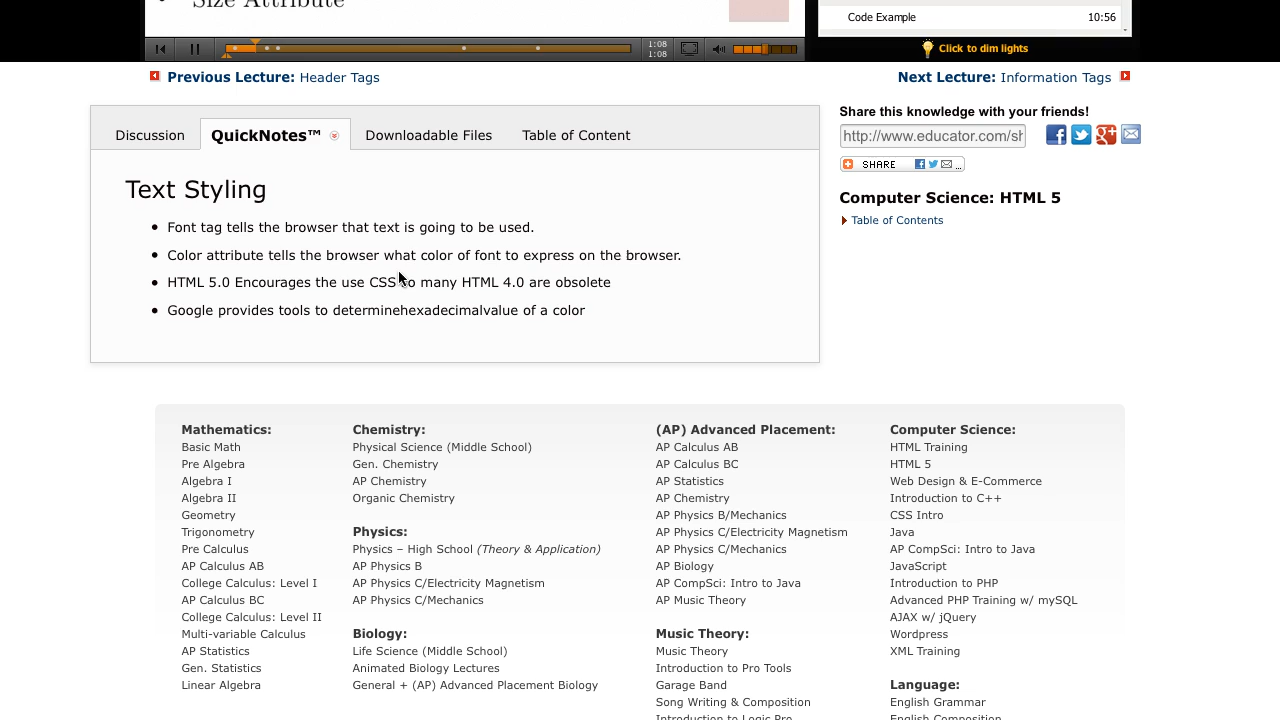 Size Attribute
Code Example 10:56
1:08
1:08
Click to dim lights
Previous Lecture: Header Tags
Next Lecture: Information Tags
Discussion
QuickNotes™
Downloadable Files
Table of Content
Share this knowledge with your friends!
http://www.educator.com/sh
SHARE
Computer Science: HTML 5
Table of Contents
Text Styling
Font tag tells the browser that text is going to be used.
Color attribute tells the browser what color of font to express on the browser.
HTML 5.0 Encourages the use CSS so many HTML 4.0 are obsolete
Google provides tools to determinehexadecimalvalue of a color
Mathematics:
Basic Math
Pre Algebra
Algebra I
Algebra II
Geometry
Trigonometry
Pre Calculus
AP Calculus AB
College Calculus: Level I
AP Calculus BC
College Calculus: Level II
Multi-variable Calculus
AP Statistics
Gen. Statistics
Linear Algebra
Chemistry:
Physical Science (Middle School)
Gen. Chemistry
AP Chemistry
Organic Chemistry
Physics:
Physics – High School (Theory & Application)
AP Physics B
AP Physics C/Electricity Magnetism
AP Physics C/Mechanics
Biology:
Life Science (Middle School)
Animated Biology Lectures
General + (AP) Advanced Placement Biology
(AP) Advanced Placement:
AP Calculus AB
AP Calculus BC
AP Statistics
AP Chemistry
AP Physics B/Mechanics
AP Physics C/Electricity Magnetism
AP Physics C/Mechanics
AP Biology
AP CompSci: Intro to Java
AP Music Theory
Music Theory:
Music Theory
Introduction to Pro Tools
Garage Band
Song Writing & Composition
Introduction to Logic Pro
Computer Science:
HTML Training
HTML 5
Web Design & E-Commerce
Introduction to C++
CSS Intro
Java
AP CompSci: Intro to Java
JavaScript
Introduction to PHP
Advanced PHP Training w/ mySQL
AJAX w/ jQuery
Wordpress
XML Training
Language:
English Grammar
English Composition